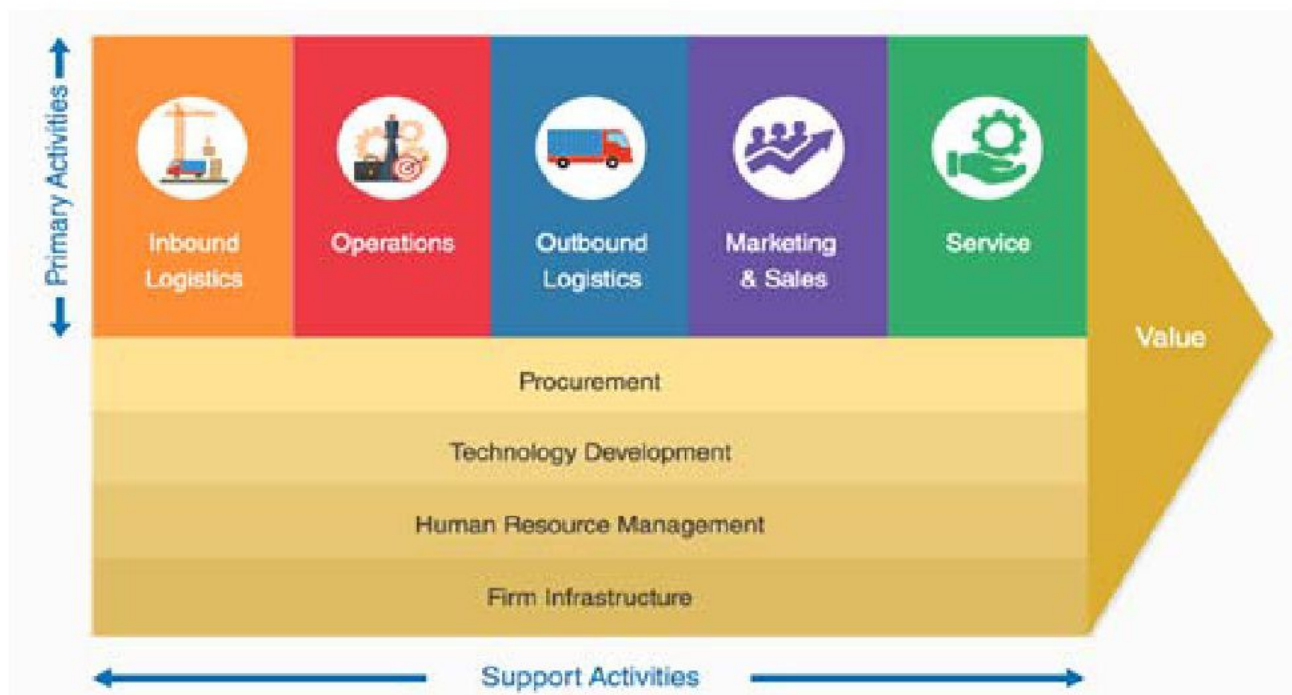 Primary Activities
Inbound
Logistics
Operations
Outbound
Logistics
Marketing
& Sales
Service
Value
Procurement
Technology Development
Human Resource Management
Firm Infrastructure
Support Activities